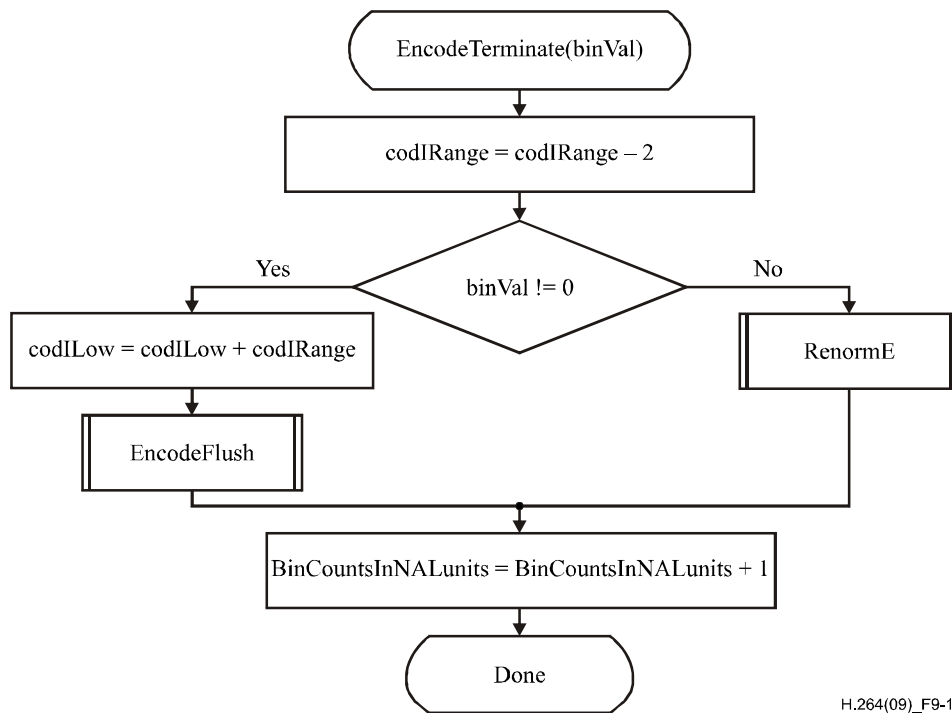 EncodeTerminate(binVal)
codIRange = codIRange – 2
Yes
No
binVal != 0
codILow = codILow + codIRange
RenormE
EncodeFlush
BinCountsInNALunits = BinCountsInNALunits + 1
Done
H.264(09)_F9-1